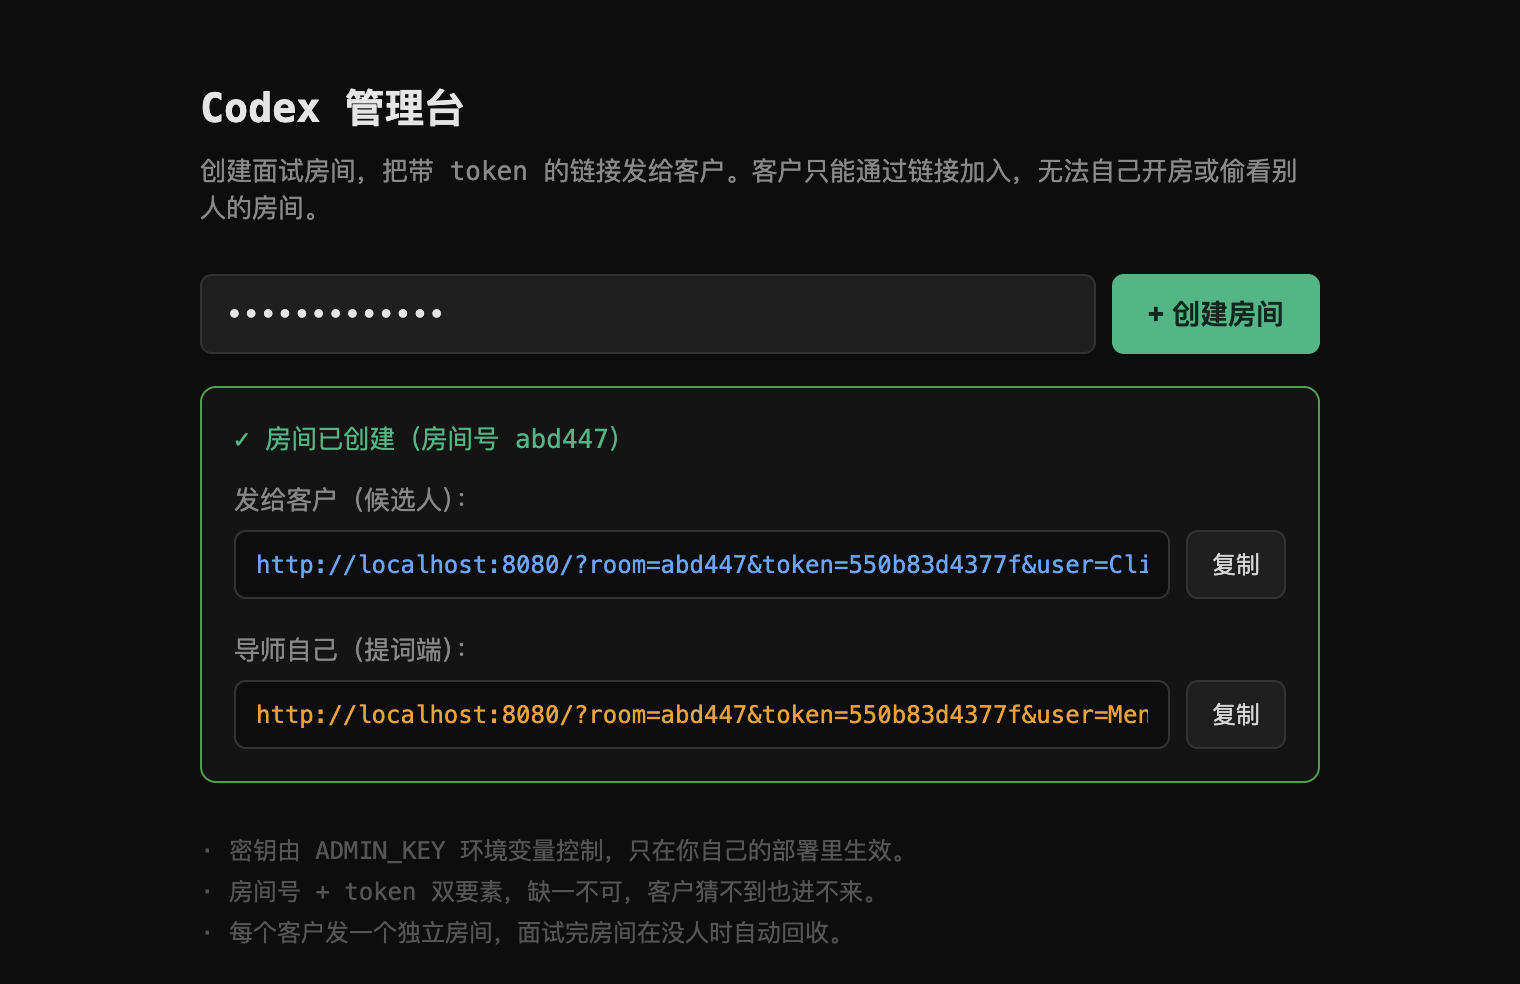 Codex 管理台
创建面试房间，把带 token 的链接发给客户。客户只能通过链接加入，无法自己开房或偷看别
人的房间。
•••••••••••••
+ 创建房间
✓ 房间已创建（房间号 abd447）
发给客户（候选人）：
http://localhost:8080/?room=abd447&token=550b83d4377f&user=Cli
复制
导师自己（提词端）：
http://localhost:8080/?room=abd447&token=550b83d4377f&user=Men
复制
· 密钥由 ADMIN_KEY 环境变量控制，只在你自己的部署里生效。
· 房间号 + token 双要素，缺一不可，客户猜不到也进不来。
· 每个客户发一个独立房间，面试完房间在没人时自动回收。